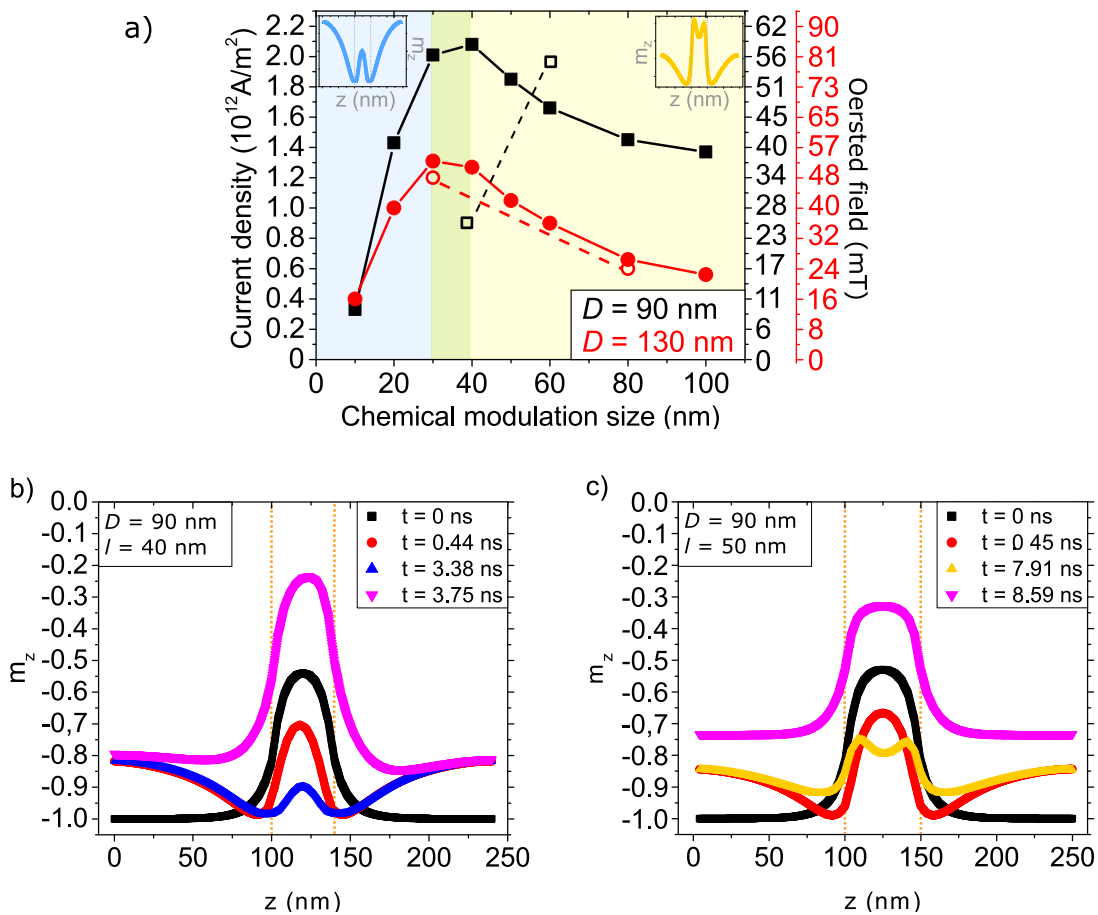 a)
Current density (10¹²A/m²)
2.2
2.0
1.8
1.6
1.4
1.2
1.0
0.8
0.6
0.4
0.2
0
m_z
z (nm)
m_z
z (nm)
D = 90 nm
D = 130 nm
62
56
51
45
40
34
28
23
17
11
6
0
Oersted field (mT)
90
81
73
65
57
48
40
32
24
16
8
0
0 20 40 60 80 100
Chemical modulation size (nm)
b)
D = 90 nm
l = 40 nm
t = 0 ns
t = 0.44 ns
t = 3.38 ns
t = 3.75 ns
m_z
0.0
-0.1
-0.2
-0.3
-0.4
-0.5
-0.6
-0,7
-0.8
-0.9
-1.0
0 50 100 150 200 250
z (nm)
c)
D = 90 nm
l = 50 nm
t = 0 ns
t = 0.45 ns
t = 7.91 ns
t = 8.59 ns
m_z
0.0
-0.1
-0.2
-0.3
-0.4
-0.5
-0.6
-0.7
-0.8
-0.9
-1.0
0 50 100 150 200 250
z (nm)